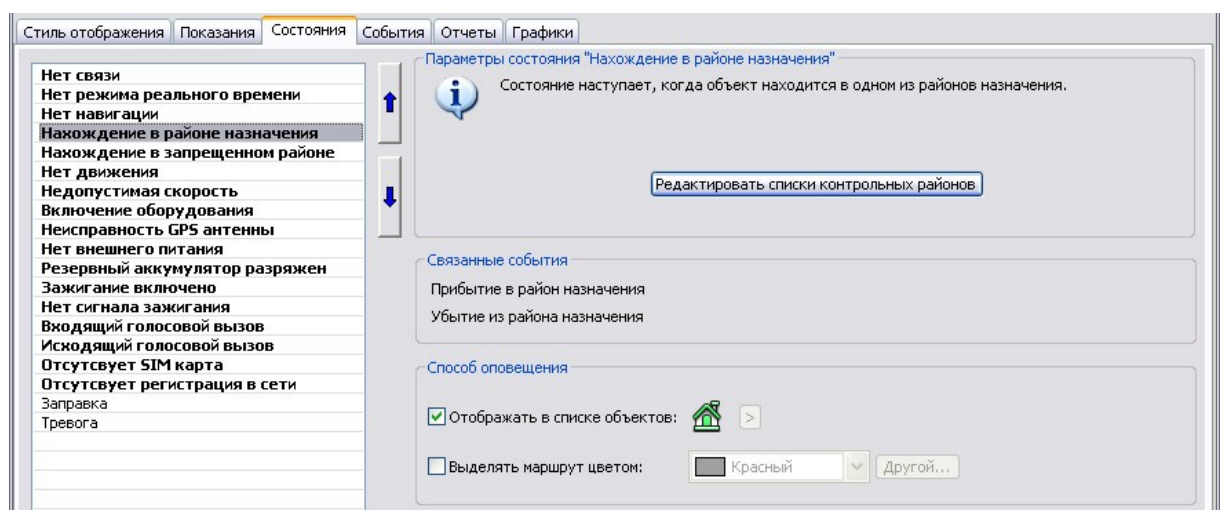 Стиль отображения Показания Состояния События Отчеты Графики
Нет связи
Нет режима реального времени
Нет навигации
Нахождение в районе назначения
Нахождение в запрещенном районе
Нет движения
Недопустимая скорость
Включение оборудования
Неисправность GPS антенны
Нет внешнего питания
Резервный аккумулятор разряжен
Зажигание включено
Нет сигнала зажигания
Входящий голосовой вызов
Исходящий голосовой вызов
Отсутсвует SIM карта
Отсутсвует регистрация в сети
Заправка
Тревога
Параметры состояния "Нахождение в районе назначения"
Состояние наступает, когда объект находится в одном из районов назначения.
Редактировать списки контрольных районов
Связанные события
Прибытие в район назначения
Убытие из района назначения
Способ оповещения
Отображать в списке объектов: >
Выделять маршрут цветом: Красный Другой...